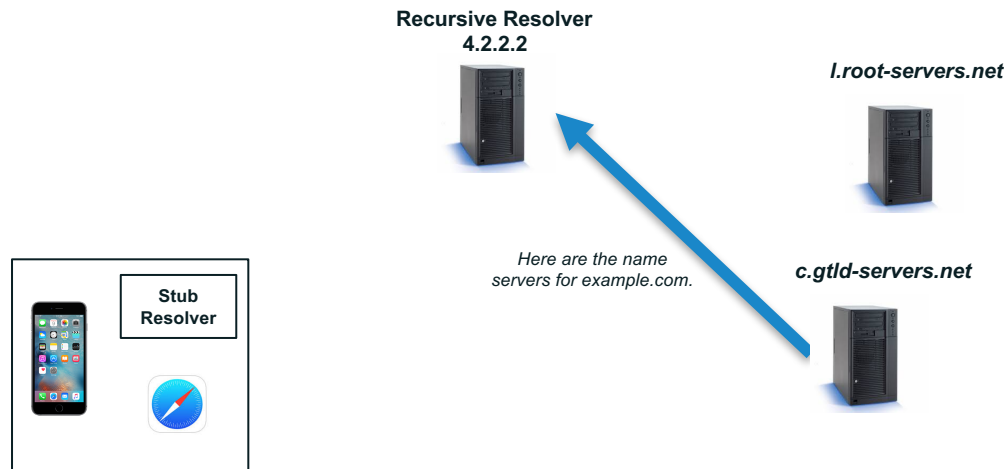 Recursive Resolver
4.2.2.2
l.root-servers.net
Here are the name
servers for example.com.
c.gtld-servers.net
Stub
Resolver